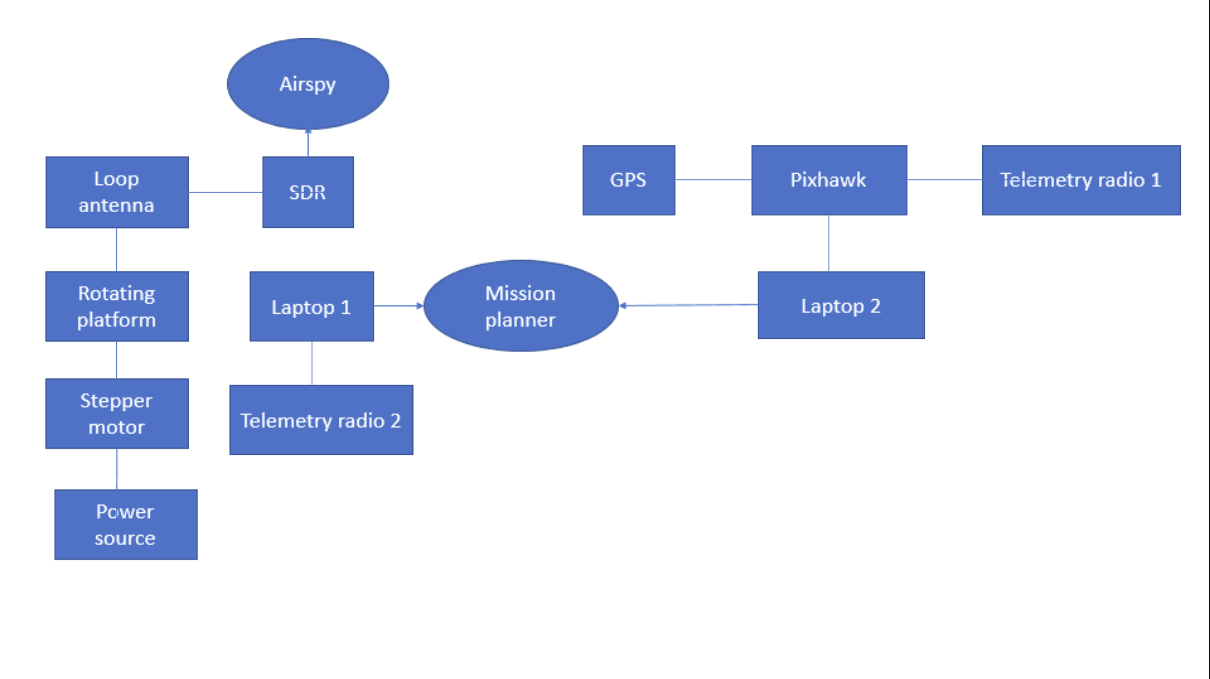 Airspy
Loop
antenna
SDR
GPS
Pixhawk
Telemetry radio 1
Rotating
platform
Laptop 1
Mission
planner
Laptop 2
Stepper
motor
Telemetry radio 2
Power
source